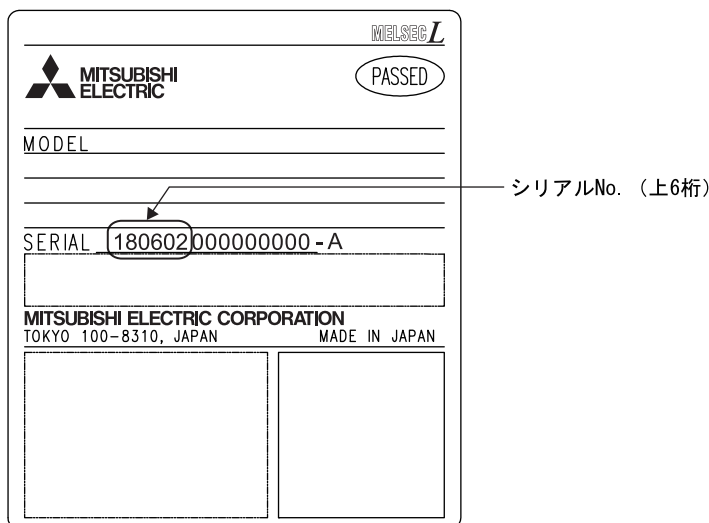 MELSEC L
MITSUBISHI
ELECTRIC
PASSED
MODEL
シリアルNo. （上6桁）
SERIAL 180602000000000-A
MITSUBISHI ELECTRIC CORPORATION
TOKYO 100-8310, JAPAN MADE IN JAPAN